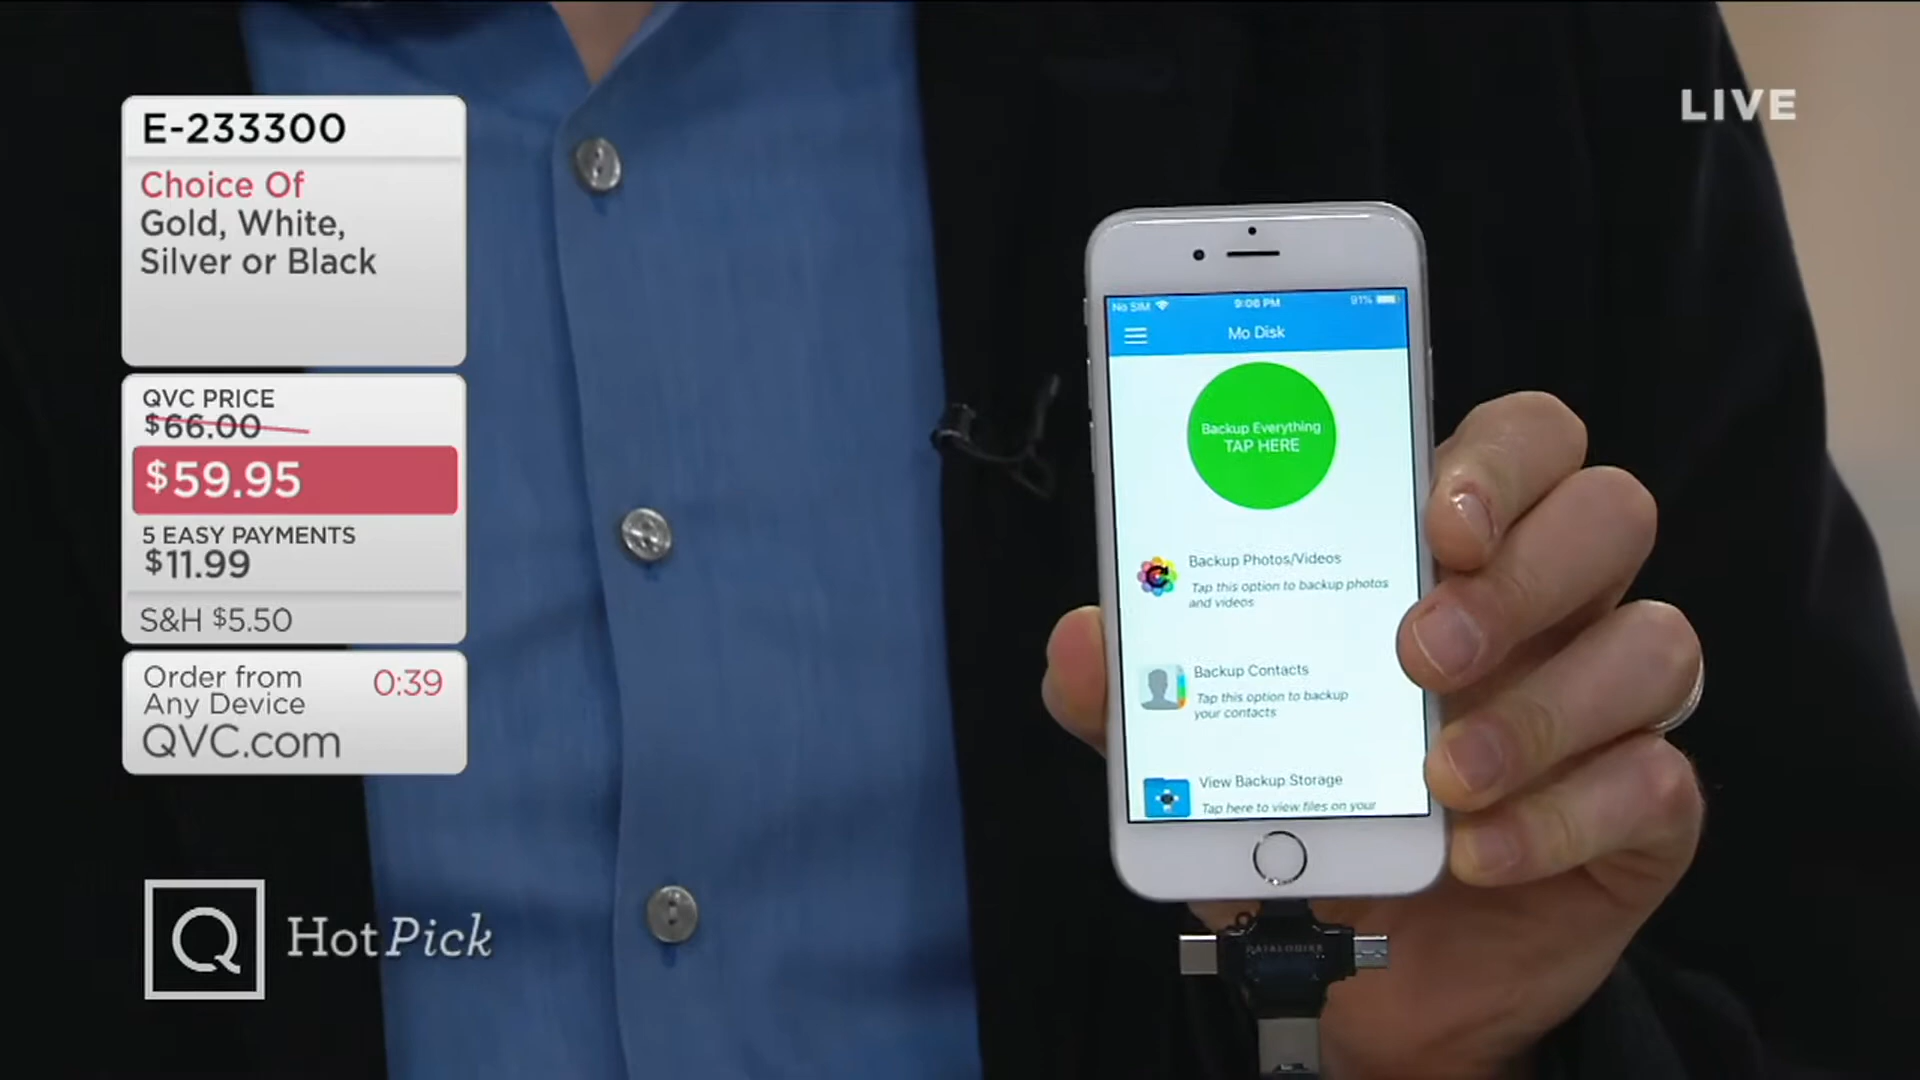 E-233300
Choice Of
Gold, White,
Silver or Black
QVC PRICE
$66.00
$59.95
5 EASY PAYMENTS
$11.99
S&H $5.50
Order from
Any Device
0:39
QVC.com
Q HotPick
LIVE
No SIM 9:06 PM 91%
Mo Disk
Backup Everything
TAP HERE
Backup Photos/Videos
Tap this option to backup photos
and videos
Backup Contacts
Tap this option to backup
your contacts
View Backup Storage
Tap here to view files on your